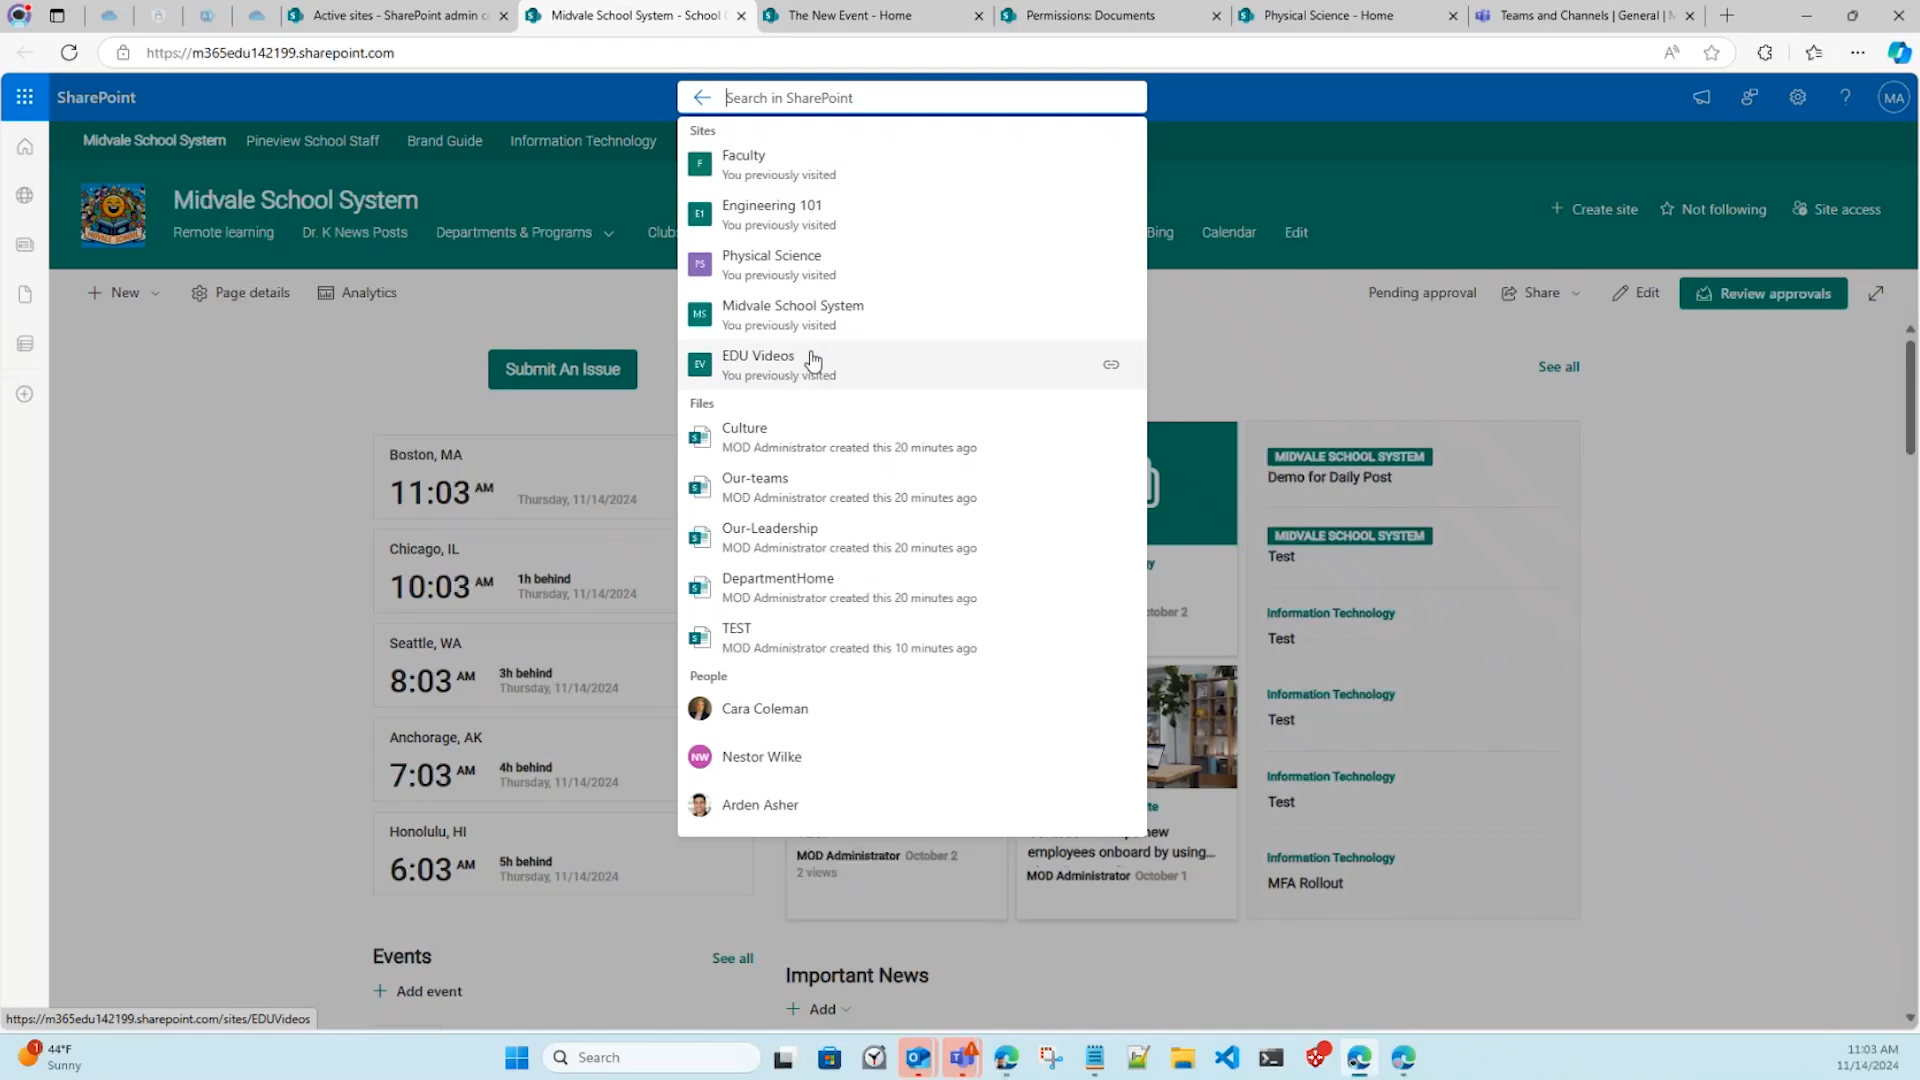 Active sites - SharePoint admin c
Midvale School System - School
The New Event - Home
Permissions: Documents
Physical Science - Home
Teams and Channels | General |
https://m365edu142199.sharepoint.com
SharePoint
Search in SharePoint
MA
Midvale School System
Pineview School Staff
Brand Guide
Information Technology
Midvale School System
Create site
Not following
Site access
Remote learning
Dr. K News Posts
Departments & Programs
Bing
Calendar
Edit
New
Page details
Analytics
Pending approval
Share
Edit
Review approvals
Sites
F
Faculty
You previously visited
E1
Engineering 101
You previously visited
PS
Physical Science
You previously visited
MS
Midvale School System
You previously visited
EV
EDU Videos
You previously visited
Files
Culture
MOD Administrator created this 20 minutes ago
Our-teams
MOD Administrator created this 20 minutes ago
Our-Leadership
MOD Administrator created this 20 minutes ago
DepartmentHome
MOD Administrator created this 20 minutes ago
TEST
MOD Administrator created this 10 minutes ago
People
Cara Coleman
NW
Nestor Wilke
Arden Asher
Submit An Issue
See all
Boston, MA
11:03 AM
Thursday, 11/14/2024
Chicago, IL
10:03 AM
1h behind
Thursday, 11/14/2024
Seattle, WA
8:03 AM
3h behind
Thursday, 11/14/2024
Anchorage, AK
7:03 AM
4h behind
Thursday, 11/14/2024
Honolulu, HI
6:03 AM
5h behind
Thursday, 11/14/2024
MOD Administrator October 2
2 views
new
employees onboard by using...
MOD Administrator October 1
MIDVALE SCHOOL SYSTEM
Demo for Daily Post
MIDVALE SCHOOL SYSTEM
Test
Information Technology
Test
Information Technology
Test
Information Technology
Test
Information Technology
MFA Rollout
Events
See all
Add event
Important News
Add
https://m365edu142199.sharepoint.com/sites/EDUVideos
1
44°F
Sunny
Search
11:03 AM
11/14/2024